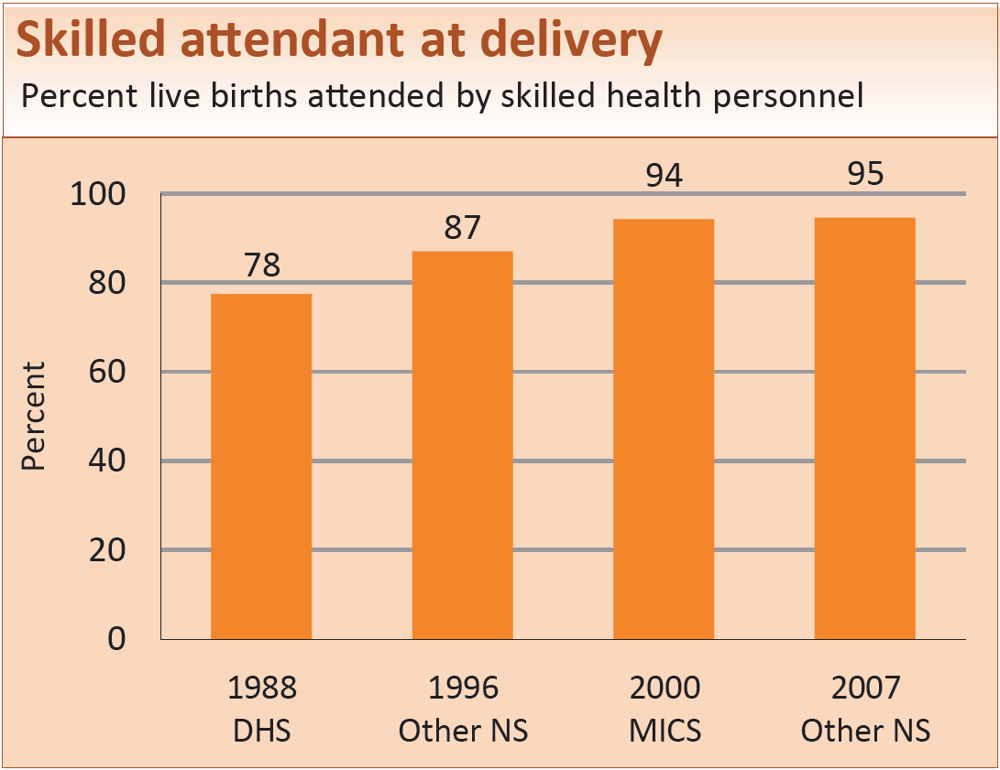 Skilled attendant at delivery
Percent live births attended by skilled health personnel
Percent
100
80
60
40
20
0
78
87
94
95
1988
DHS
1996
Other NS
2000
MICS
2007
Other NS